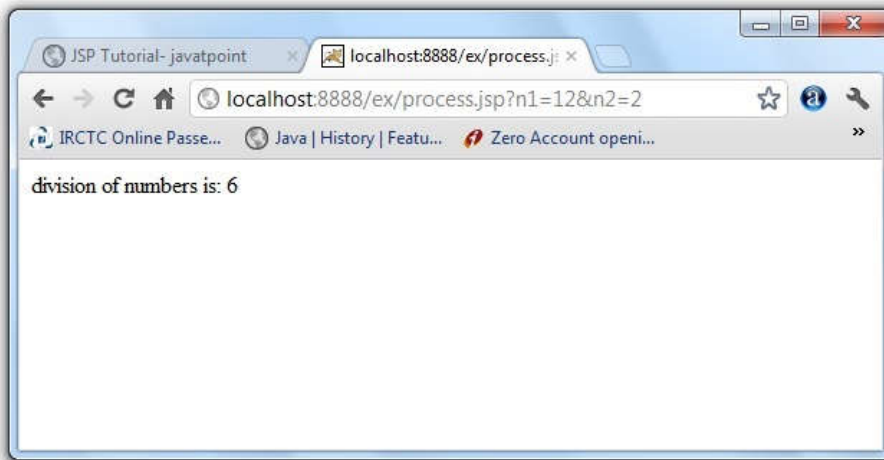 JSP Tutorial- javatpoint
localhost:8888/ex/process.j
localhost:8888/ex/process.jsp?n1=12&n2=2
IRCTC Online Passe... Java | History | Featu... Zero Account openi...
division of numbers is: 6